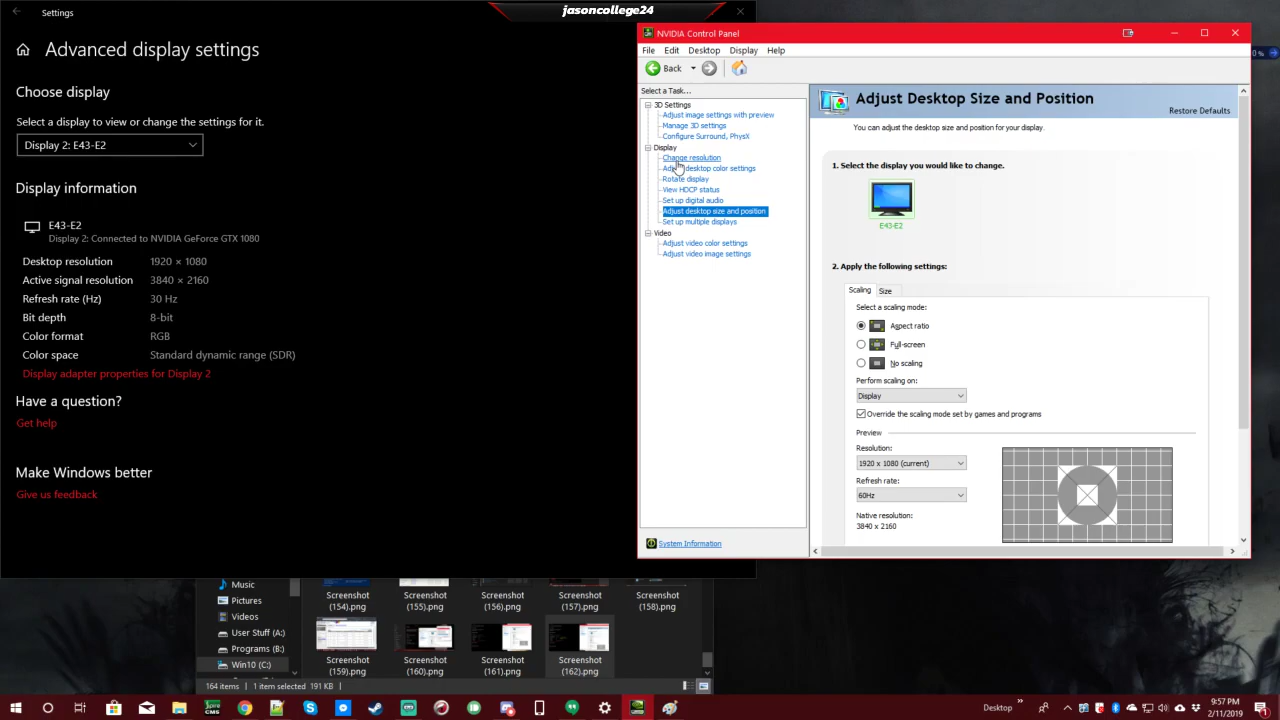 Settings
jasoncollege24
Advanced display settings
Choose display
Select a display to view or change the settings for it.
Display 2: E43-E2
Display information
E43-E2
Display 2: Connected to NVIDIA GeForce GTX 1080
Desktop resolution 1920 × 1080
Active signal resolution 3840 × 2160
Refresh rate (Hz) 30 Hz
Bit depth 8-bit
Color format RGB
Color space Standard dynamic range (SDR)
Display adapter properties for Display 2
Have a question?
Get help
Make Windows better
Give us feedback
NVIDIA Control Panel
File Edit Desktop Display Help
Back
Select a Task...
3D Settings
Adjust image settings with preview
Manage 3D settings
Configure Surround, PhysX
Display
Change resolution
Adjust desktop color settings
Rotate display
View HDCP status
Set up digital audio
Adjust desktop size and position
Set up multiple displays
Video
Adjust video color settings
Adjust video image settings
System Information
Adjust Desktop Size and Position
Restore Defaults
You can adjust the desktop size and position for your display.
1. Select the display you would like to change.
E43-E2
2. Apply the following settings:
Scaling Size
Select a scaling mode:
Aspect ratio
Full-screen
No scaling
Perform scaling on:
Display
Override the scaling mode set by games and programs
Preview
Resolution:
1920 x 1080 (current)
Refresh rate:
60Hz
Native resolution:
3840 x 2160
0 %
Music
Pictures
Videos
User Stuff (A:)
Programs (B:)
Win10 (C:)
Screenshot (154).png
Screenshot (155).png
Screenshot (156).png
Screenshot (157).png
Screenshot (158).png
Screenshot (159).png
Screenshot (160).png
Screenshot (161).png
Screenshot (162).png
164 items 1 item selected 191 KB
Desktop
9:57 PM
2/11/2019
1